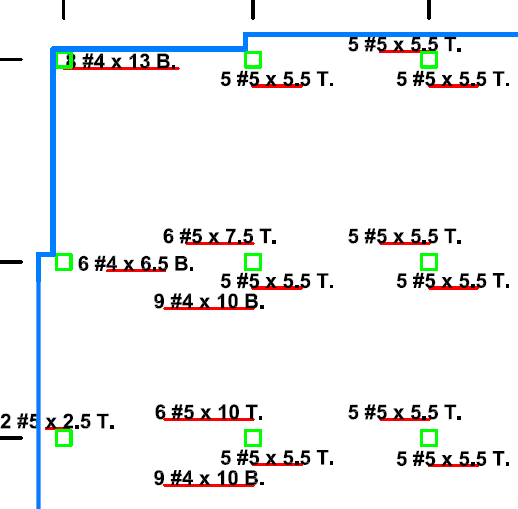 5 #5 x 5.5 T.
8 #4 x 13 B.
5 #5 x 5.5 T.
5 #5 x 5.5 T.
6 #5 x 7.5 T.
5 #5 x 5.5 T.
6 #4 x 6.5 B.
5 #5 x 5.5 T.
5 #5 x 5.5 T.
9 #4 x 10 B.
6 #5 x 10 T.
5 #5 x 5.5 T.
2 #5 x 2.5 T.
5 #5 x 5.5 T.
5 #5 x 5.5 T.
9 #4 x 10 B.